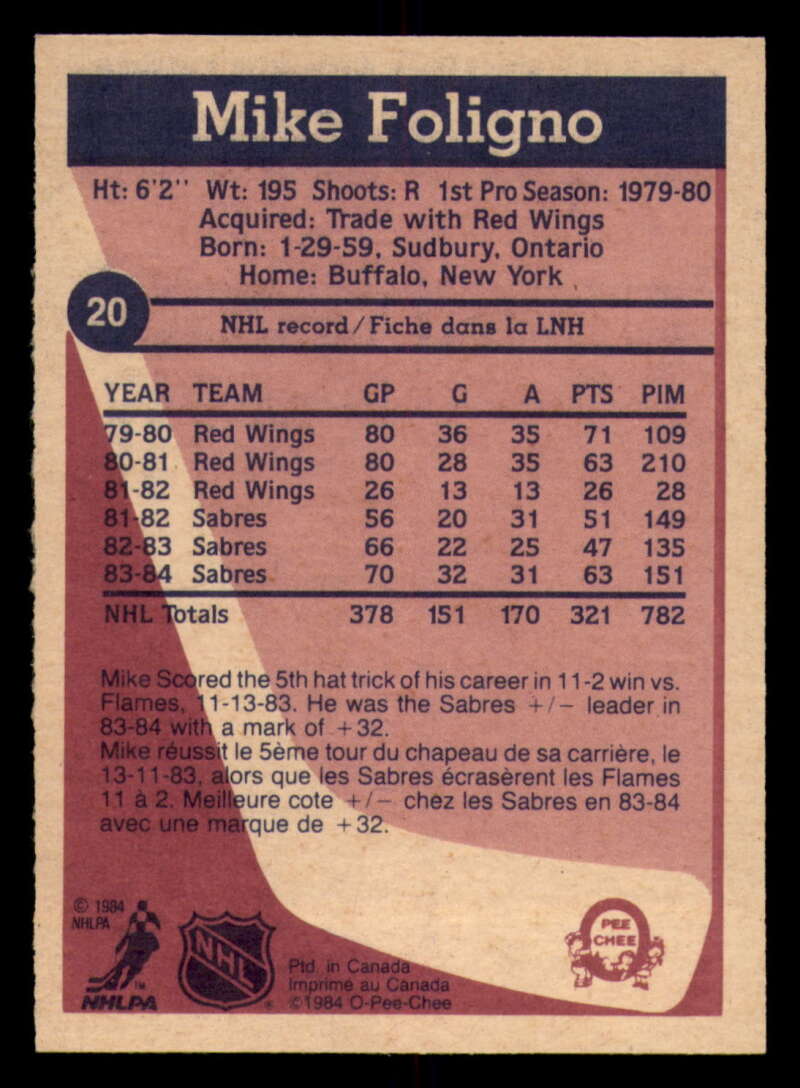 Mike Foligno
Ht: 6'2'' Wt: 195 Shoots: R 1st Pro Season: 1979-80
Acquired: Trade with Red Wings
Born: 1-29-59, Sudbury, Ontario
Home: Buffalo, New York
20
NHL record/Fiche dans la LNH
YEAR TEAM GP G A PTS PIM
79-80 Red Wings 80 36 35 71 109
80-81 Red Wings 80 28 35 63 210
81-82 Red Wings 26 13 13 26 28
81-82 Sabres 56 20 31 51 149
82-83 Sabres 66 22 25 47 135
83-84 Sabres 70 32 31 63 151
NHL Totals 378 151 170 321 782
Mike Scored the 5th hat trick of his career in 11-2 win vs.
Flames, 11-13-83. He was the Sabres +/− leader in
83-84 with a mark of +32.
Mike réussit le 5ème tour du chapeau de sa carrière, le
13-11-83, alors que les Sabres écrasèrent les Flames
11 à 2. Meilleure cote +/− chez les Sabres en 83-84
avec une marque de +32.
© 1984
NHLPA
TM
NHLPA
NHL
®
Ptd. in Canada
Imprimé au Canada
©1984 O-Pee-Chee
O
PEE
CHEE